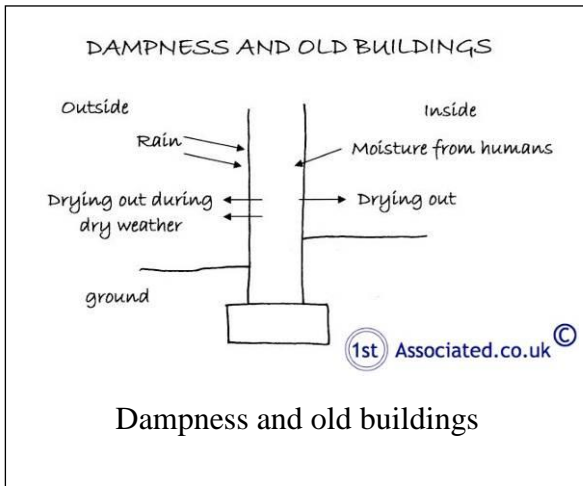 DAMPNESS AND OLD BUILDINGS
Outside
Inside
Rain
Moisture from humans
Drying out during
dry weather
Drying out
ground
1st Associated.co.uk ©
Dampness and old buildings